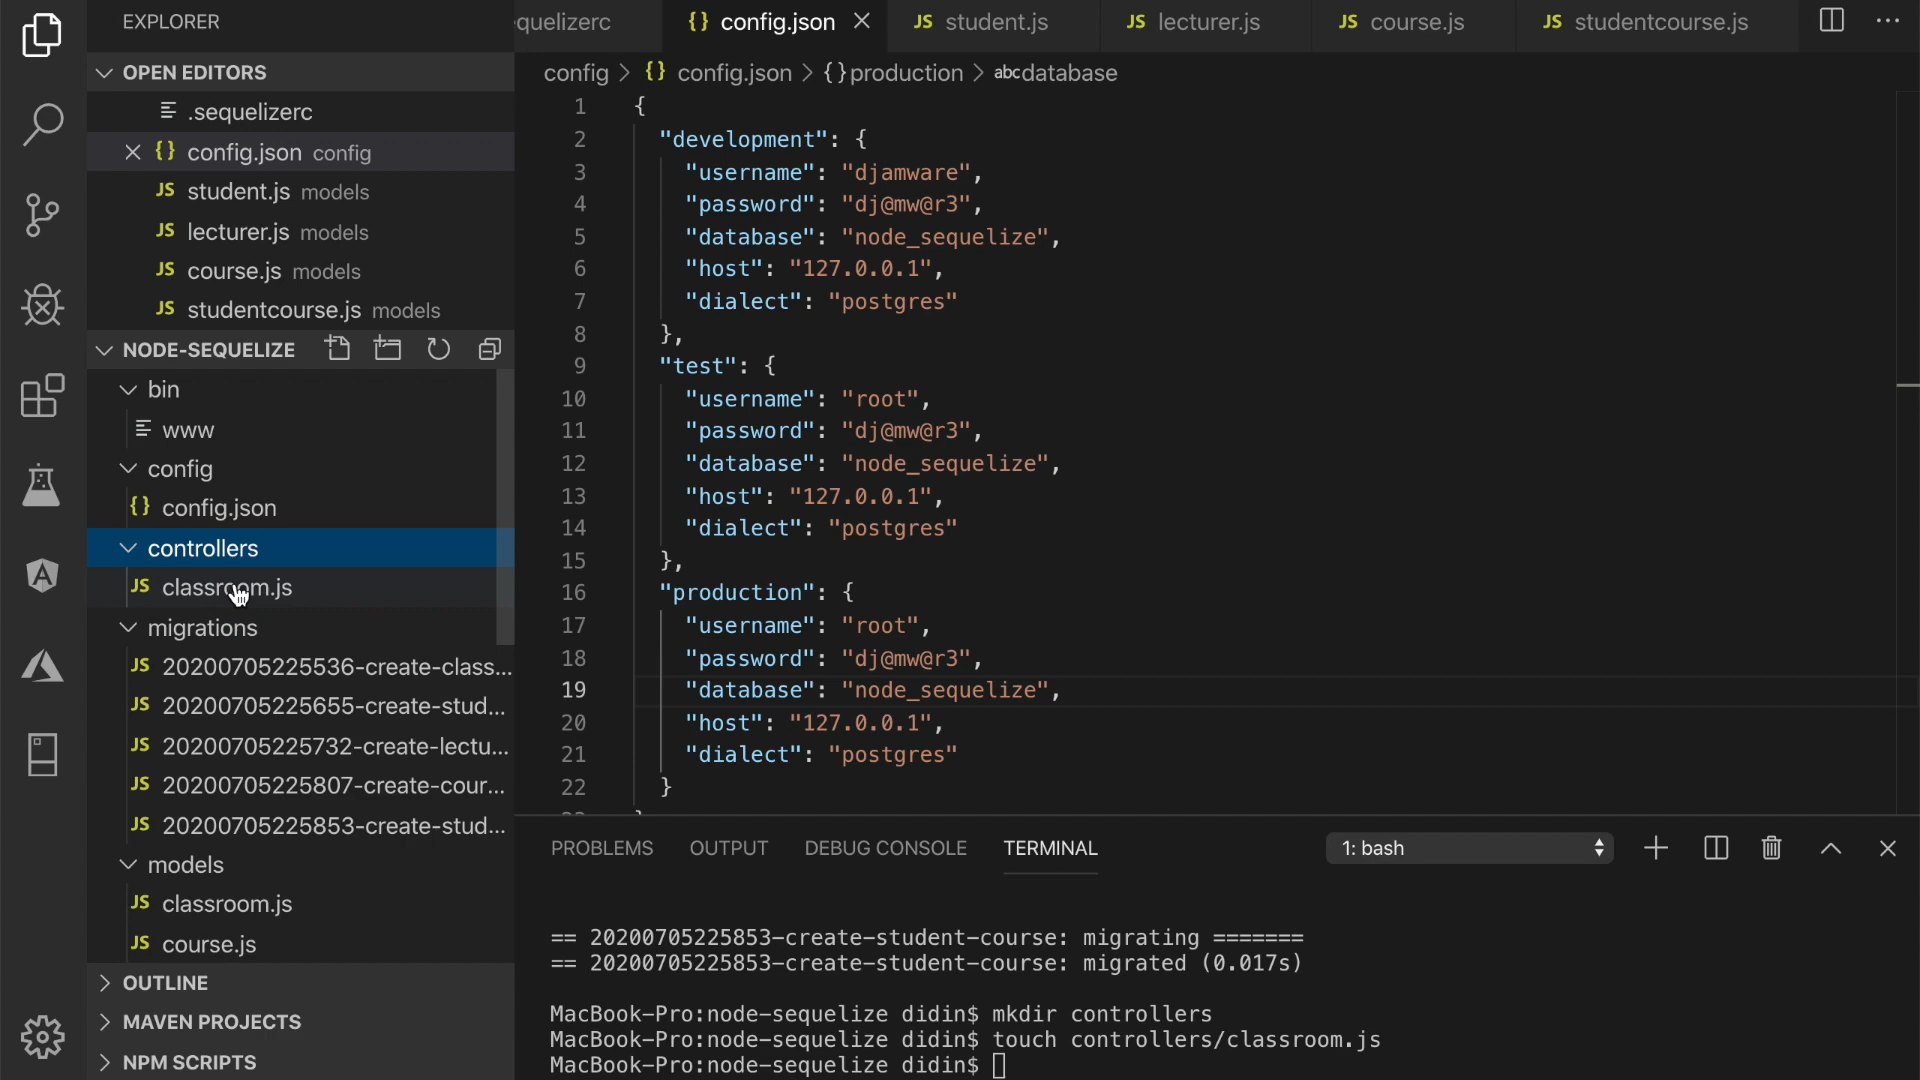 EXPLORER
OPEN EDITORS
.sequelizerc
{} config.json config
JS student.js models
JS lecturer.js models
JS course.js models
JS studentcourse.js models
NODE-SEQUELIZE
bin
www
config
{} config.json
controllers
JS classroom.js
migrations
JS 20200705225536-create-class...
JS 20200705225655-create-stud...
JS 20200705225732-create-lectu...
JS 20200705225807-create-cour...
JS 20200705225853-create-stud...
models
JS classroom.js
JS course.js
OUTLINE
MAVEN PROJECTS
NPM SCRIPTS
quelizerc {} config.json JS student.js JS lecturer.js JS course.js JS studentcourse.js
config > {} config.json > {} production > abc database
1 {
2 "development": {
3 "username": "djamware",
4 "password": "dj@mw@r3",
5 "database": "node_sequelize",
6 "host": "127.0.0.1",
7 "dialect": "postgres"
8 },
9 "test": {
10 "username": "root",
11 "password": "dj@mw@r3",
12 "database": "node_sequelize",
13 "host": "127.0.0.1",
14 "dialect": "postgres"
15 },
16 "production": {
17 "username": "root",
18 "password": "dj@mw@r3",
19 "database": "node_sequelize",
20 "host": "127.0.0.1",
21 "dialect": "postgres"
22 }
PROBLEMS OUTPUT DEBUG CONSOLE TERMINAL 1: bash
== 20200705225853-create-student-course: migrating =======
== 20200705225853-create-student-course: migrated (0.017s)
MacBook-Pro:node-sequelize didin$ mkdir controllers
MacBook-Pro:node-sequelize didin$ touch controllers/classroom.js
MacBook-Pro:node-sequelize didin$